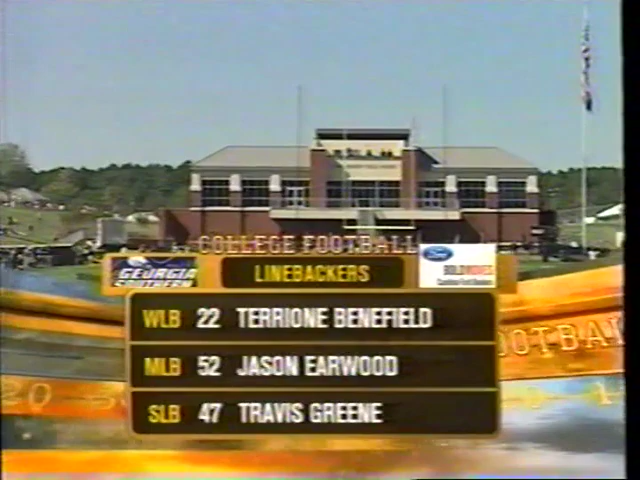 COLLEGE FOOTBALL
GEORGIA
SOUTHERN
LINEBACKERS
Ford
WLB 22 TERRIONE BENEFIELD
MLB 52 JASON EARWOOD
SLB 47 TRAVIS GREENE